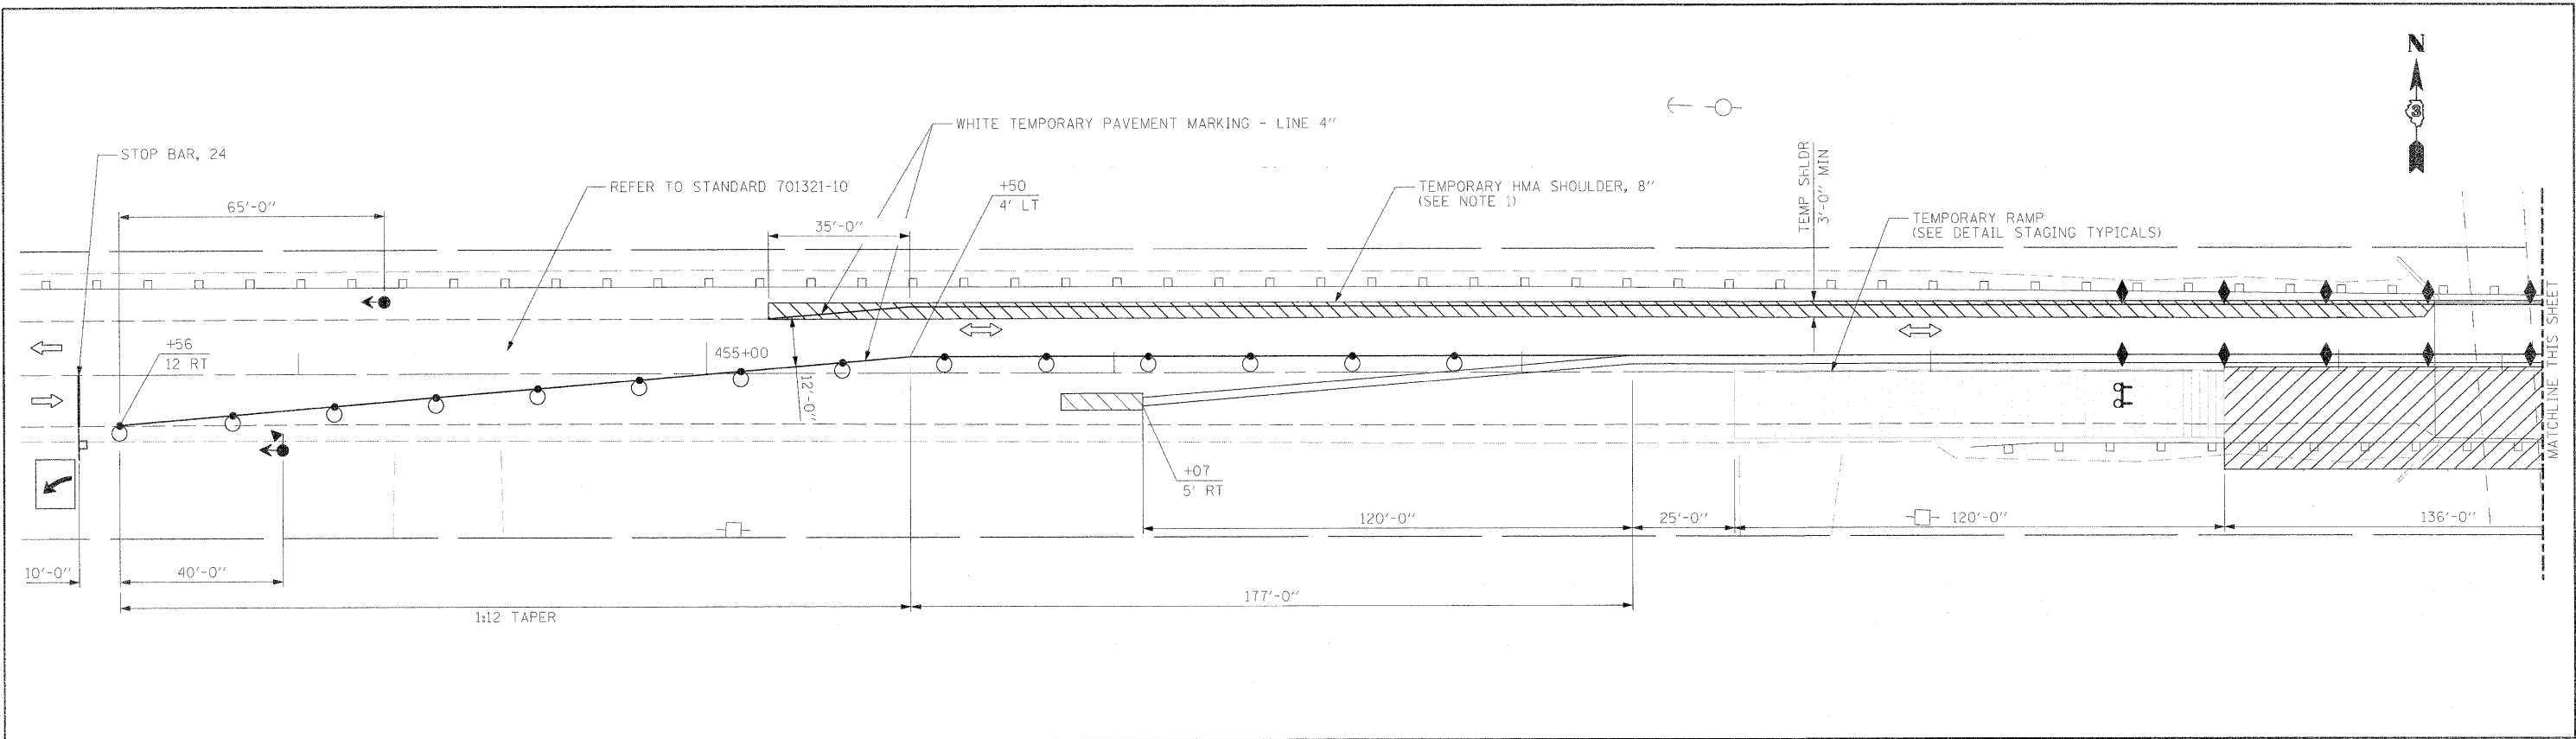 N
3
WHITE TEMPORARY PAVEMENT MARKING - LINE 4"
STOP BAR, 24
REFER TO STANDARD 701321-10
+50
4' LT
TEMPORARY HMA SHOULDER, 8"
(SEE NOTE 1)
TEMP SHLDR
3'-0" MIN
TEMPORARY RAMP
(SEE DETAIL STAGING TYPICALS)
65'-0"
35'-0"
MATCHLINE THIS SHEET
+56
12 RT
455+00
12'-0"
+07
5' RT
120'-0"
25'-0"
120'-0"
136'-0"
10'-0"
40'-0"
177'-0"
1:12 TAPER